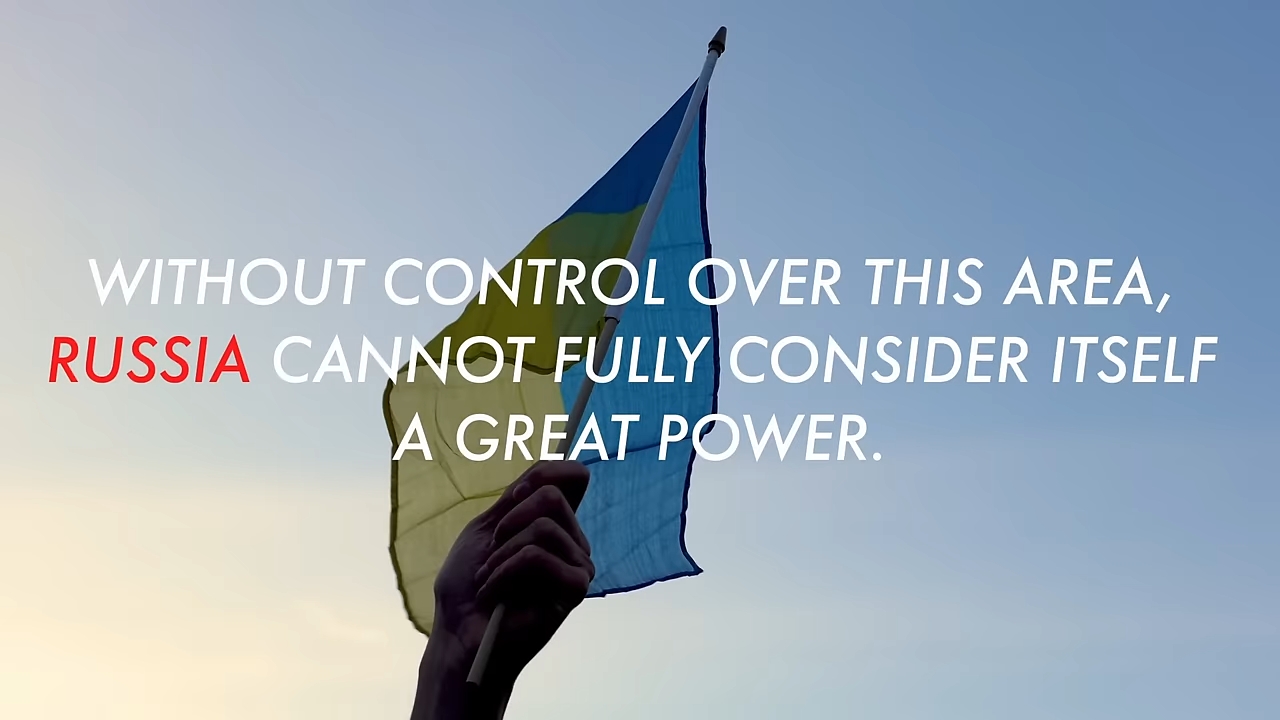 WITHOUT CONTROL OVER THIS AREA,
RUSSIA CANNOT FULLY CONSIDER ITSELF
A GREAT POWER.